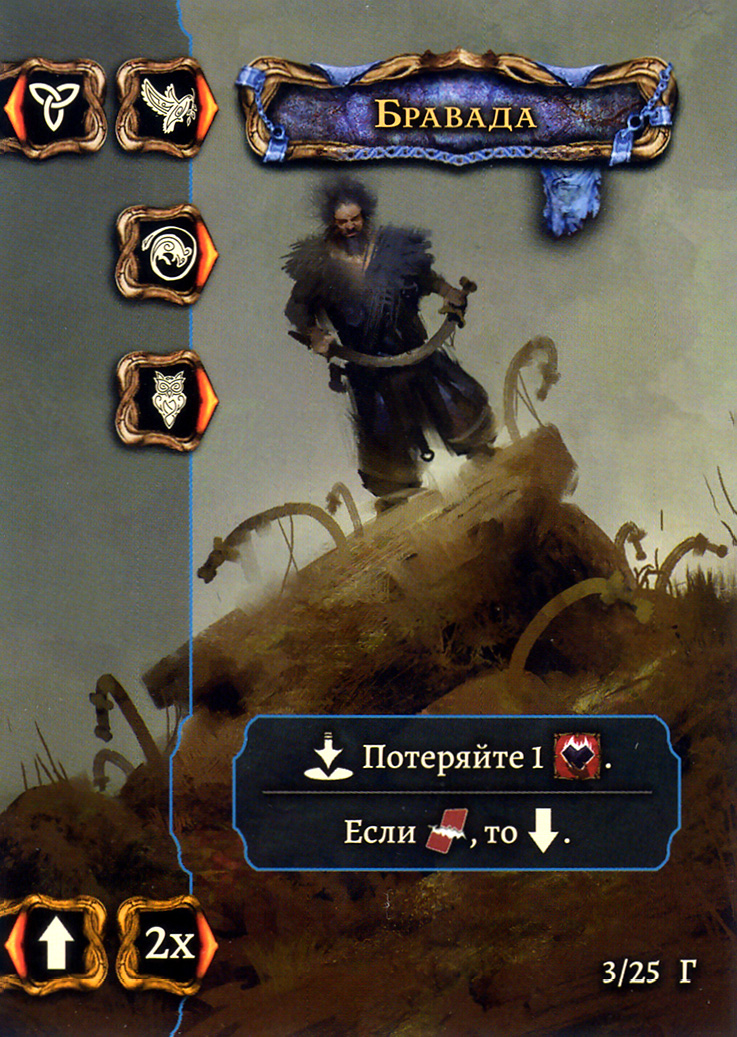 Бравада
Потеряйте 1 .
Если , то .
2x
3/25 Г